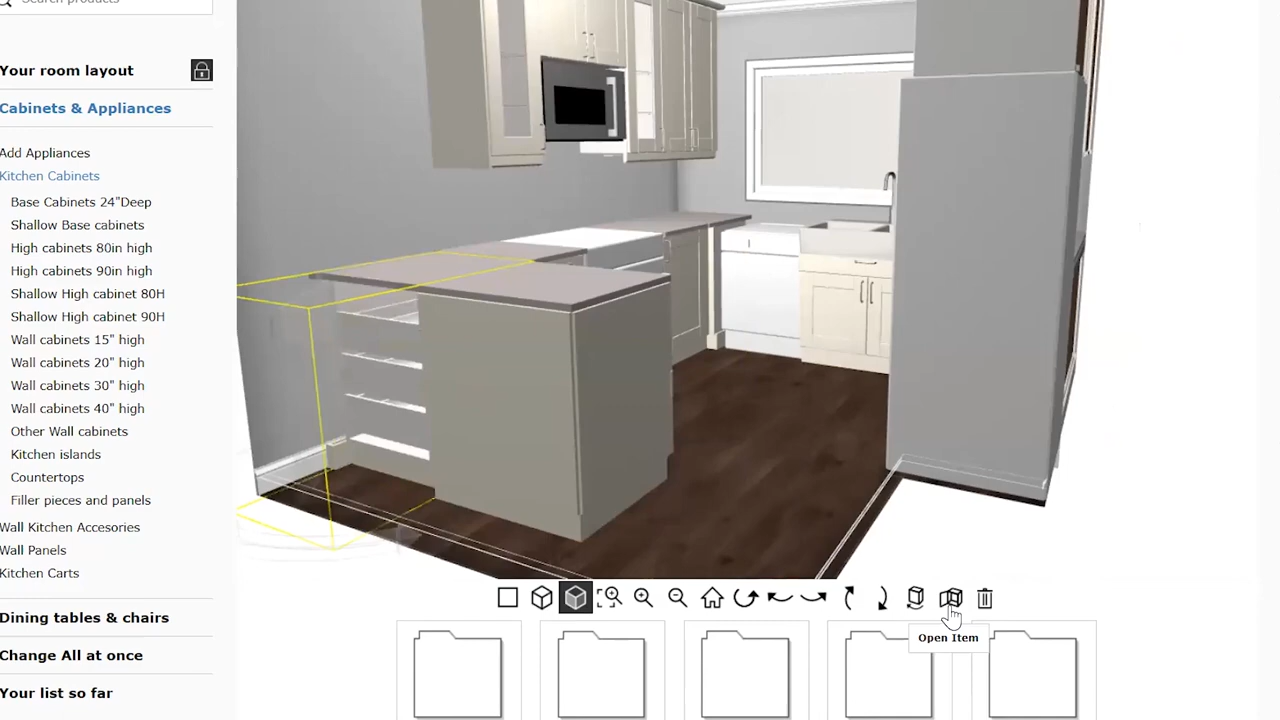 Search products
Your room layout
Cabinets & Appliances
Add Appliances
Kitchen Cabinets
Base Cabinets 24"Deep
Shallow Base cabinets
High cabinets 80in high
High cabinets 90in high
Shallow High cabinet 80H
Shallow High cabinet 90H
Wall cabinets 15" high
Wall cabinets 20" high
Wall cabinets 30" high
Wall cabinets 40" high
Other Wall cabinets
Kitchen islands
Countertops
Filler pieces and panels
Wall Kitchen Accesories
Wall Panels
Kitchen Carts
Dining tables & chairs
Change All at once
Your list so far
Open Item